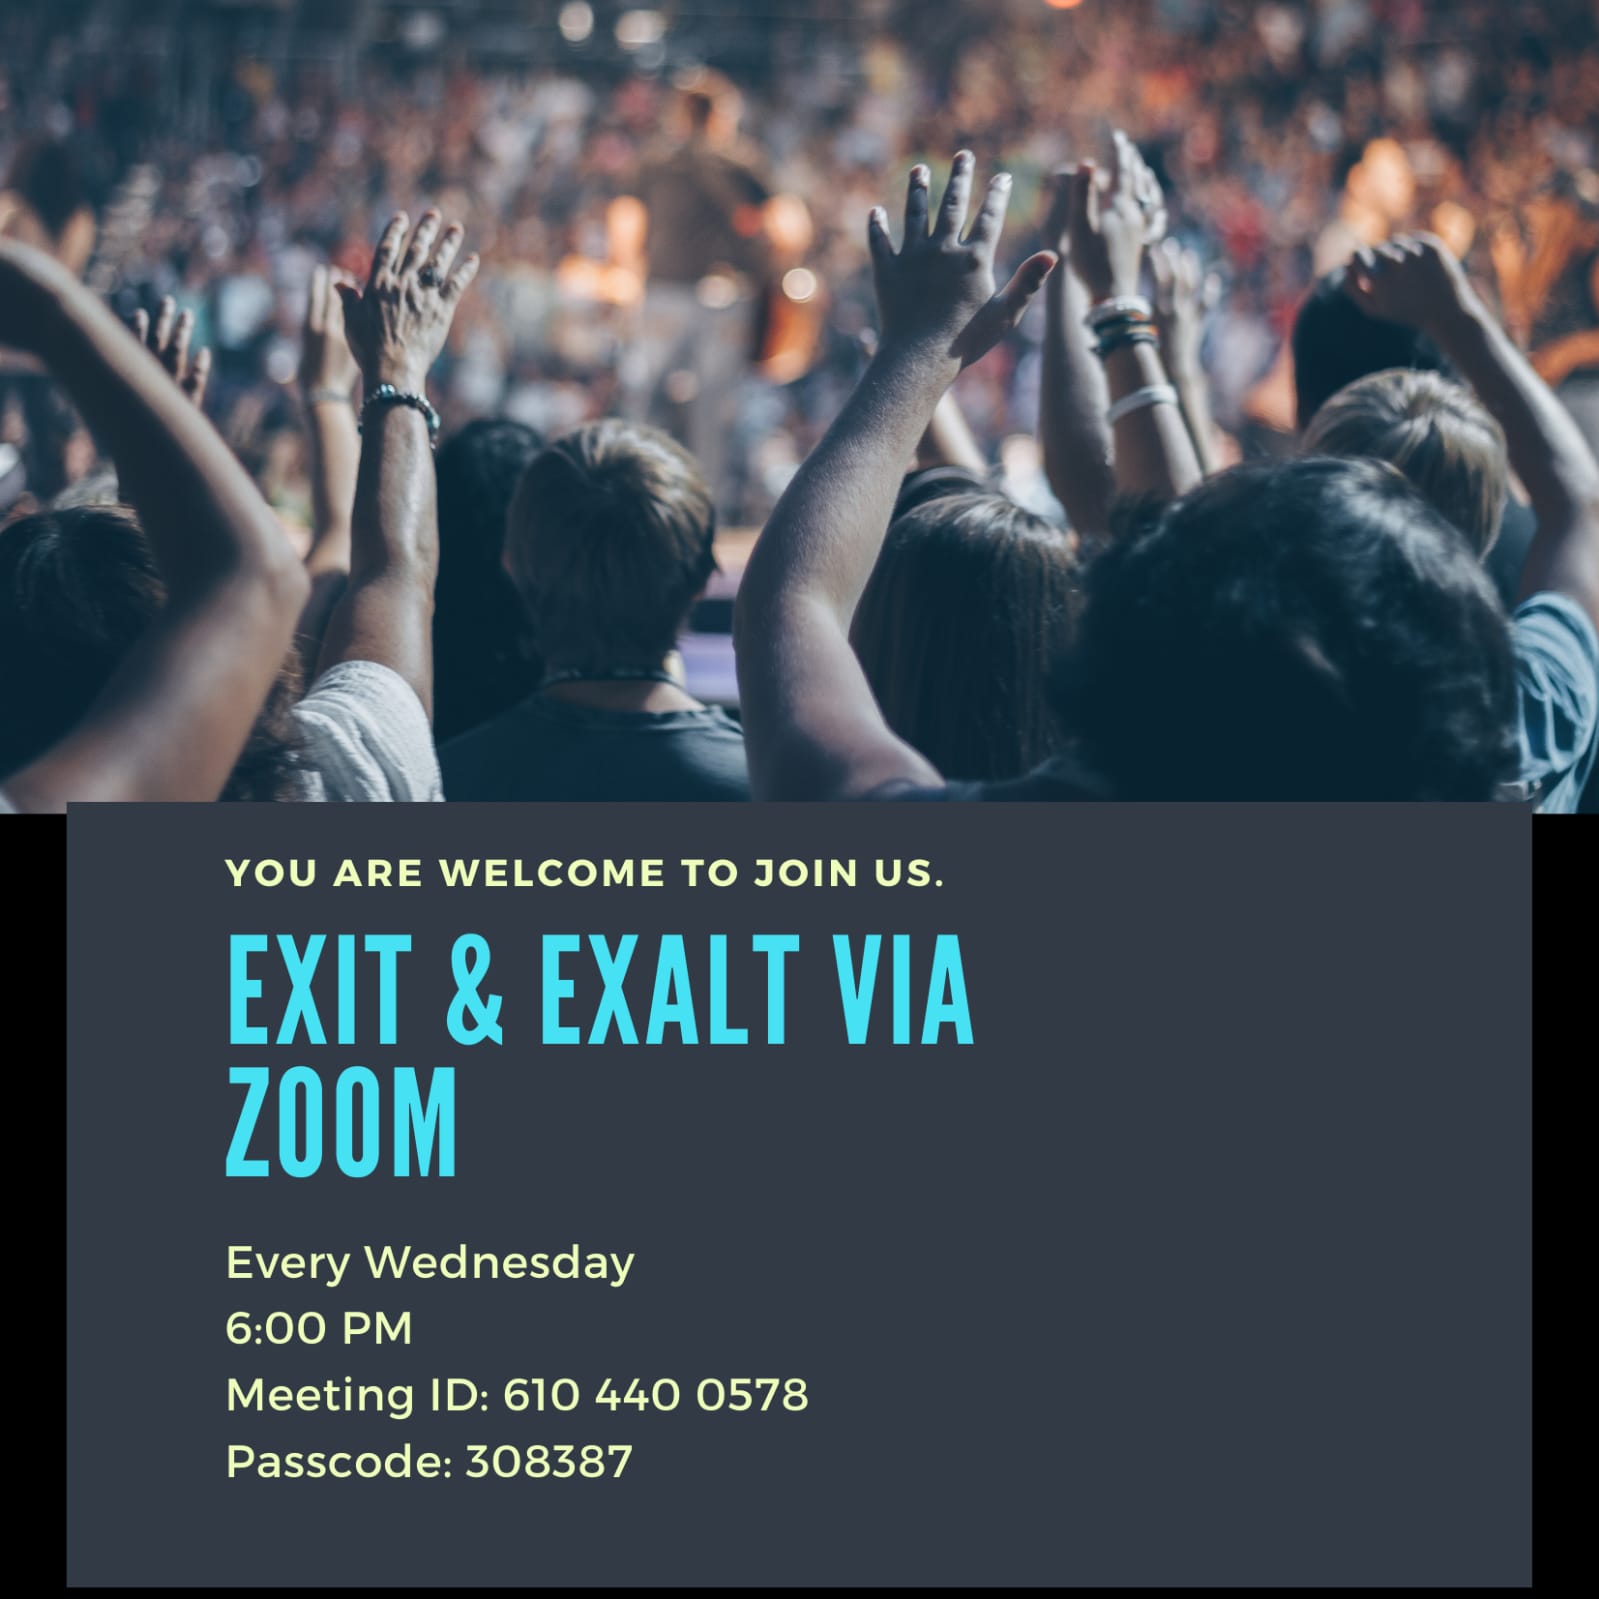 YOU ARE WELCOME TO JOIN US.
EXIT & EXALT VIA
ZOOM
Every Wednesday
6:00 PM
Meeting ID: 610 440 0578
Passcode: 308387